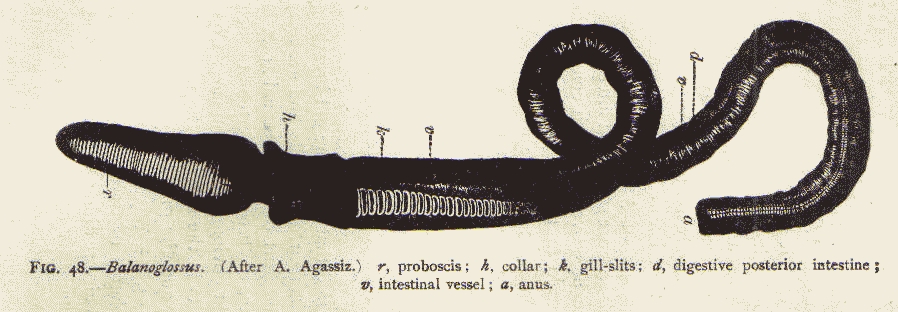 h
k
v
v
d
r
a
FIG. 48.—Balanoglossus. (After A. Agassiz.) r, proboscis; h, collar; k, gill-slits; d, digestive posterior intestine;
v, intestinal vessel; a, anus.